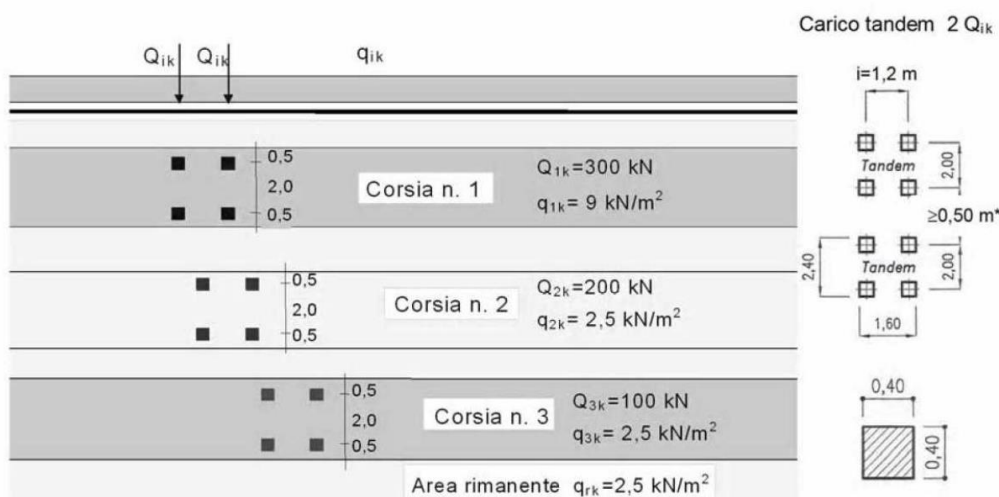 Carico tandem 2 Qik
Qik Qik qik
i=1,2 m
0,5
2,0
0,5
Corsia n. 1
Q1k=300 kN
q1k= 9 kN/m²
Tandem
2,00
≥0,50 m*
0,5
2,0
0,5
Corsia n. 2
Q2k=200 kN
q2k= 2,5 kN/m²
2,40
Tandem
2,00
1,60
0,5
2,0
0,5
Corsia n. 3
Q3k=100 kN
q3k= 2,5 kN/m²
0,40
0,40
Area rimanente qrk=2,5 kN/m²